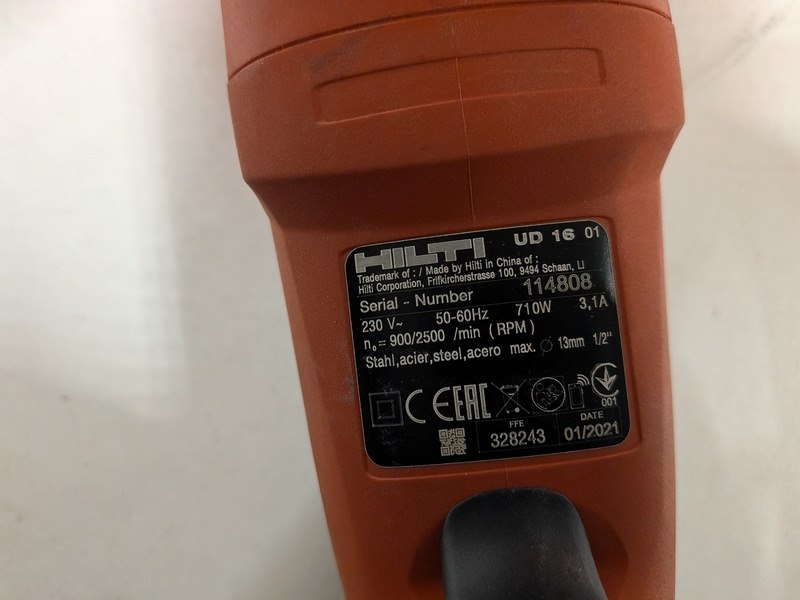 HILTI UD 16 01
Trademark of : / Made by Hilti in China of :
Hilti Corporation, Frlfkircherstrasse 100, 9494 Schaan, LI
Serial - Number 114808
230 V~ 50-60Hz 710W 3,1A
n₀= 900/2500 /min ( RPM )
Stahl,acier,steel,acero max. ⌀ 13mm 1/2"
CE EAC 001
FFE DATE
328243 01/2021